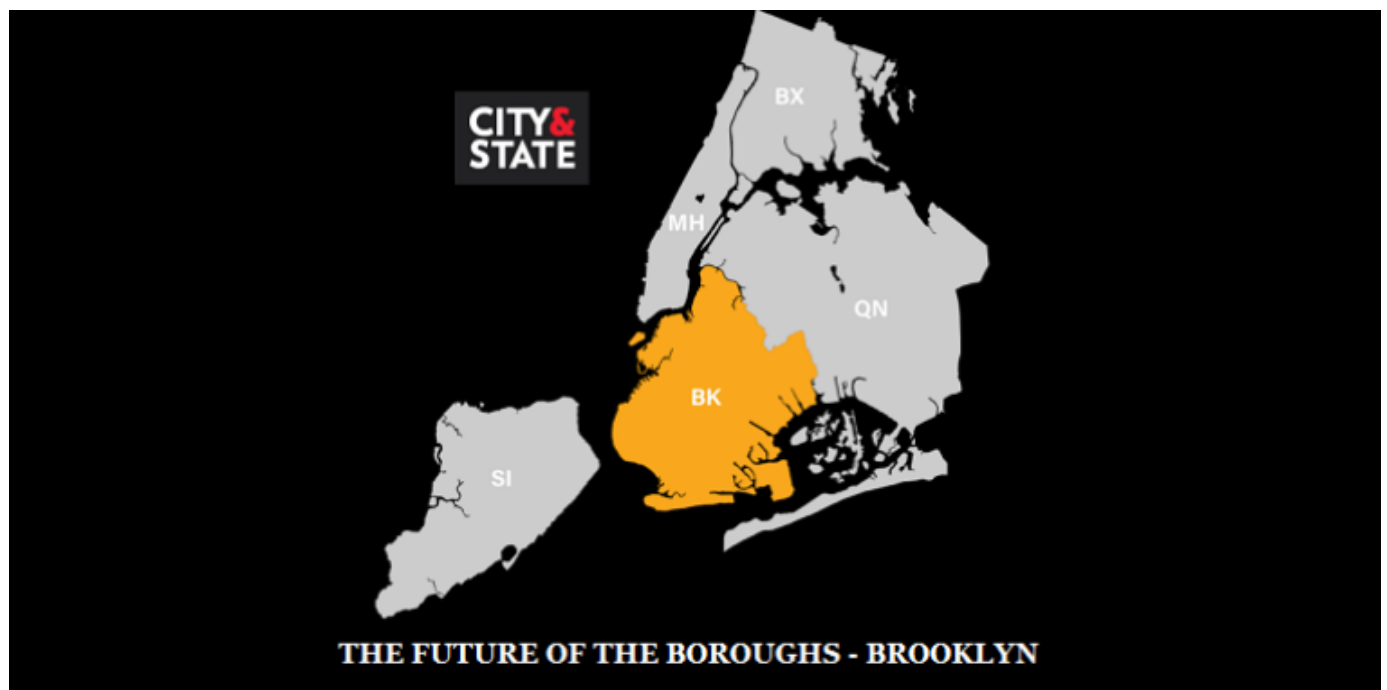 CITY&
STATE
BX
MH
QN
BK
SI
THE FUTURE OF THE BOROUGHS - BROOKLYN